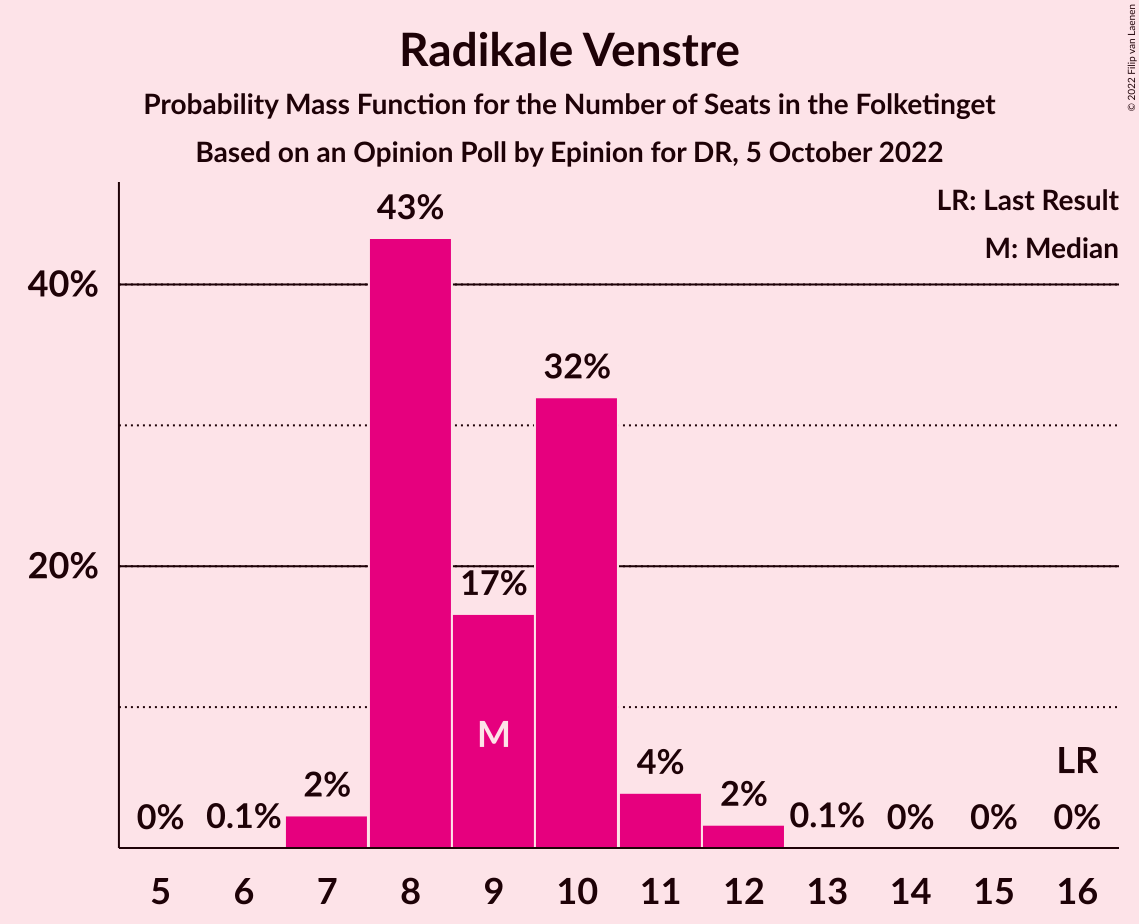 Radikale Venstre
Probability Mass Function for the Number of Seats in the Folketinget
Based on an Opinion Poll by Epinion for DR, 5 October 2022
© 2022 Filip van Laenen
LR: Last Result
M: Median
40%
20%
0%
0.1%
2%
43%
17%
32%
4%
2%
0.1%
0%
0%
0%
M
LR
5 6 7 8 9 10 11 12 13 14 15 16